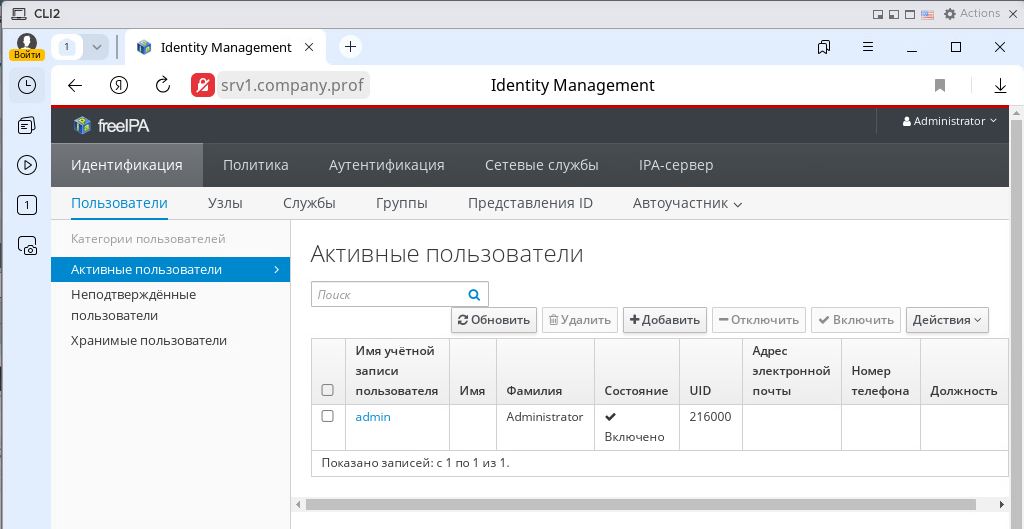 CLI2
Actions
Войти
1
Identity Management
srv1.company.prof
Identity Management
1
freeIPA
Administrator
Идентификация
Политика
Аутентификация
Сетевые службы
IPA-сервер
Пользователи
Узлы
Службы
Группы
Представления ID
Автоучастник
Категории пользователей
Активные пользователи
Неподтверждённые
пользователи
Хранимые пользователи
Активные пользователи
Поиск
Обновить
Удалить
Добавить
Отключить
Включить
Действия
Имя учётной
записи
пользователя
Имя
Фамилия
Состояние
UID
Адрес
электронной
почты
Номер
телефона
Должность
admin
Administrator
Включено
216000
Показано записей: с 1 по 1 из 1.